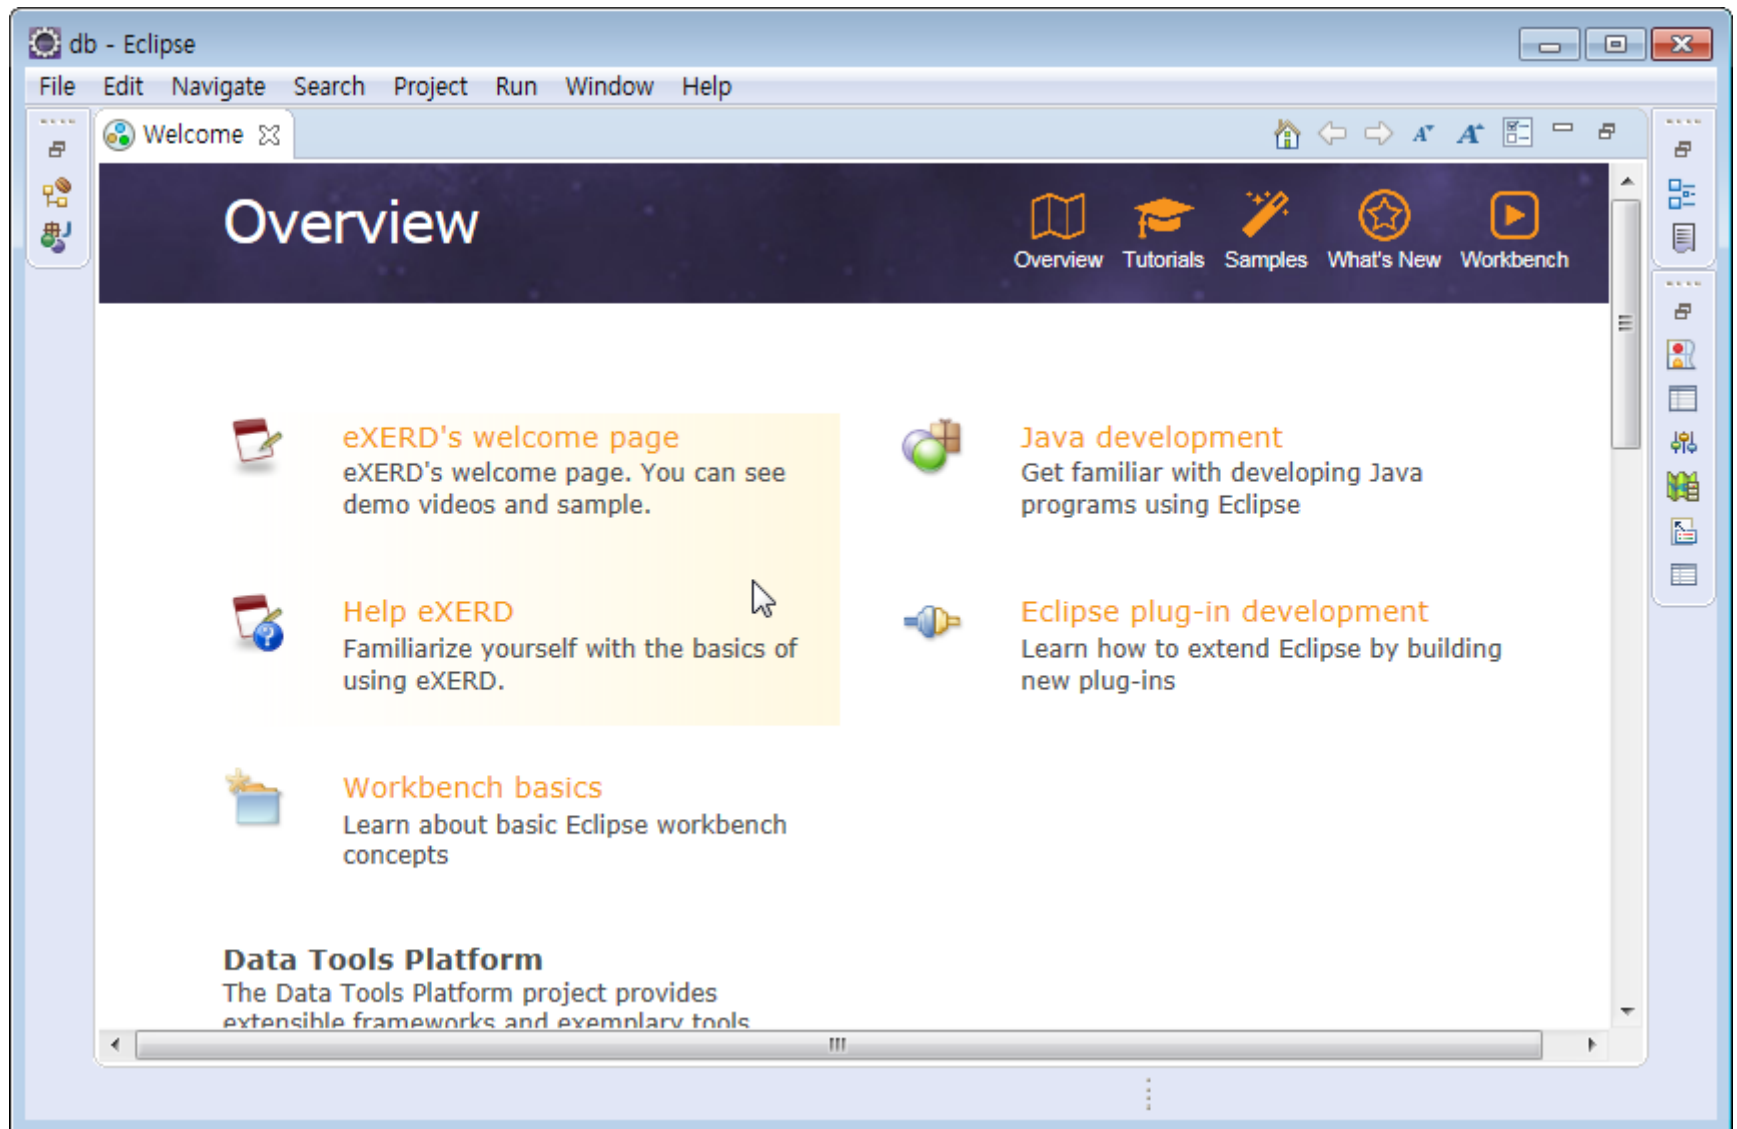 db - Eclipse
File Edit Navigate Search Project Run Window Help
Welcome
Overview
Overview Tutorials Samples What's New Workbench
eXERD's welcome page
eXERD's welcome page. You can see
demo videos and sample.
Java development
Get familiar with developing Java
programs using Eclipse
Help eXERD
Familiarize yourself with the basics of
using eXERD.
Eclipse plug-in development
Learn how to extend Eclipse by building
new plug-ins
Workbench basics
Learn about basic Eclipse workbench
concepts
Data Tools Platform
The Data Tools Platform project provides
extensible frameworks and exemplary tools